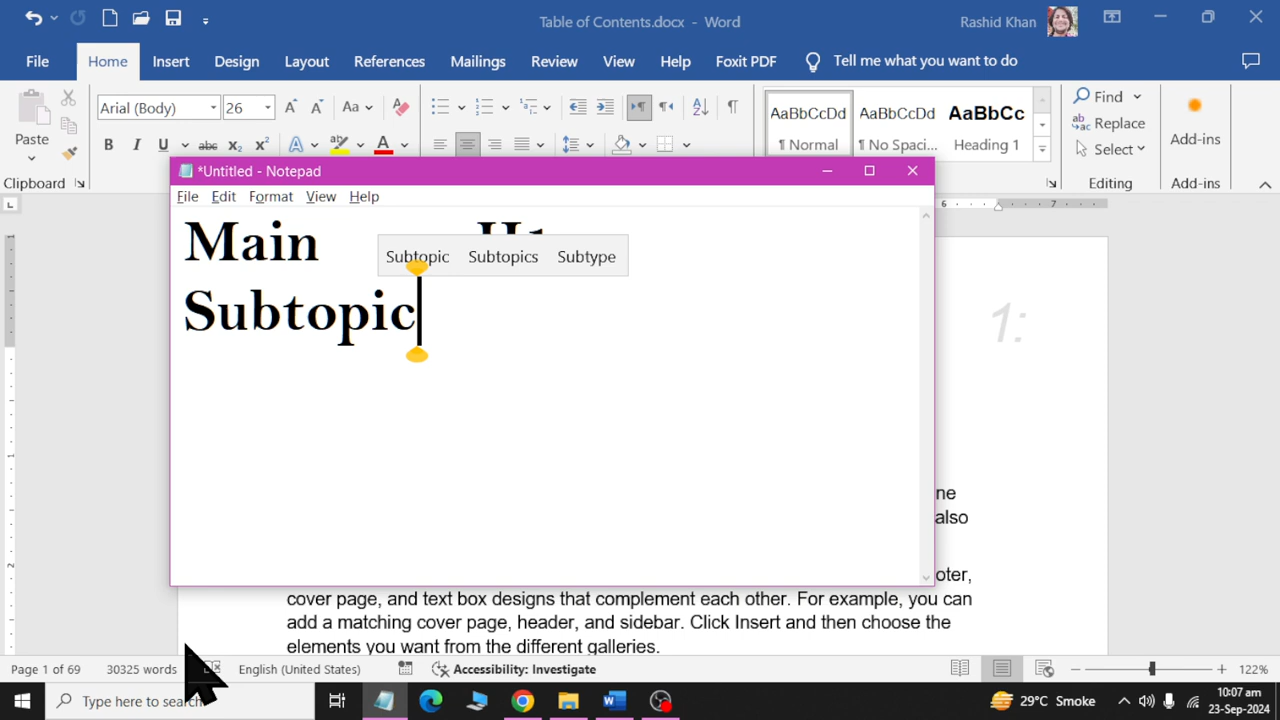 Table of Contents.docx - Word
Rashid Khan
File Home Insert Design Layout References Mailings Review View Help Foxit PDF Tell me what you want to do
Paste
Arial (Body) 26
Aa
B I U abc X₂ X² A A
AaBbCcDd AaBbCcDd AaBbCc
¶ Normal ¶ No Spaci... Heading 1
Find
Replace
Select
Add-ins
Clipboard
Editing
Add-ins
*Untitled - Notepad
File Edit Format View Help
Main
Subtopic Subtopics Subtype
Subtopic
6 7
1:
ne
also
oter,
cover page, and text box designs that complement each other. For example, you can
add a matching cover page, header, and sidebar. Click Insert and then choose the
elements you want from the different galleries.
Page 1 of 69 30325 words English (United States) Accessibility: Investigate 122%
Type here to search
29°C Smoke
10:07 am
23-Sep-2024